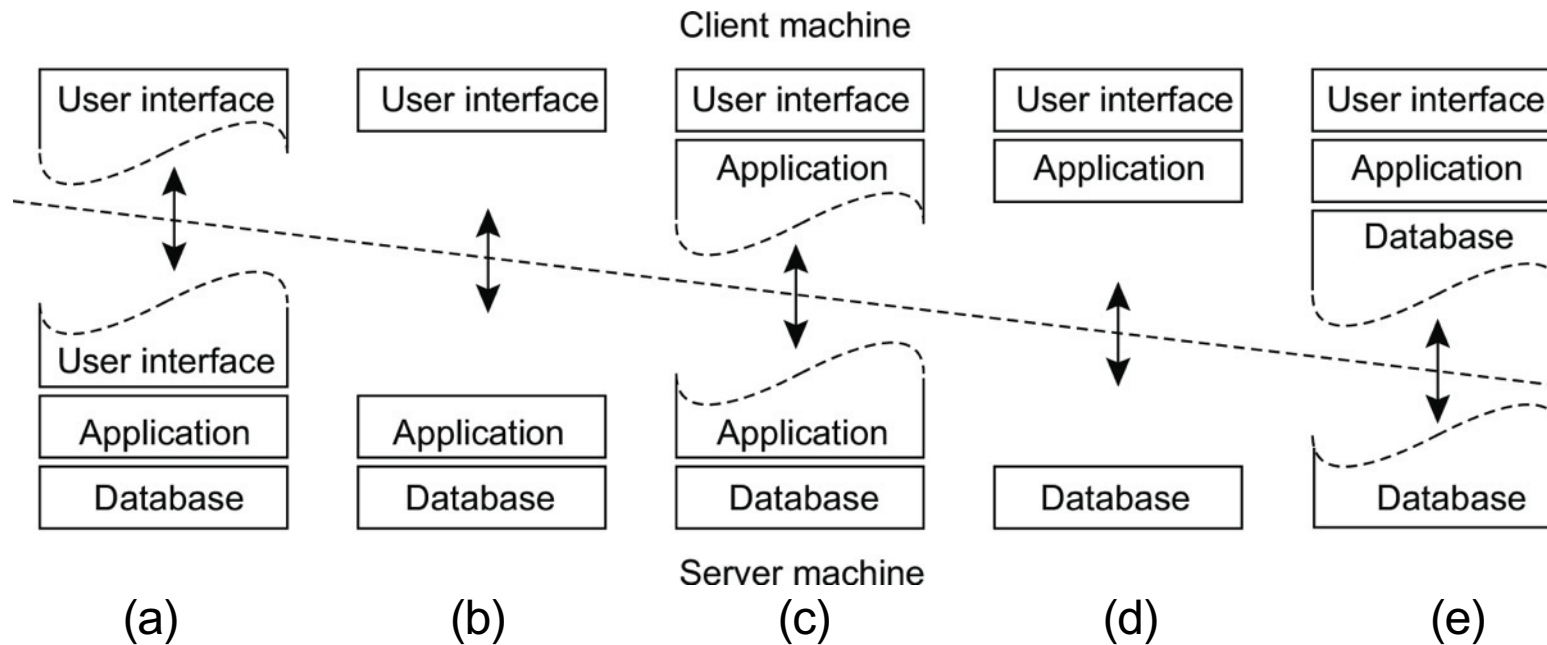 Client machine
User interface User interface User interface User interface User interface
Application Application Application
Database
User interface
Application Application Application
Database Database Database Database Database
Server machine
(a) (b) (c) (d) (e)